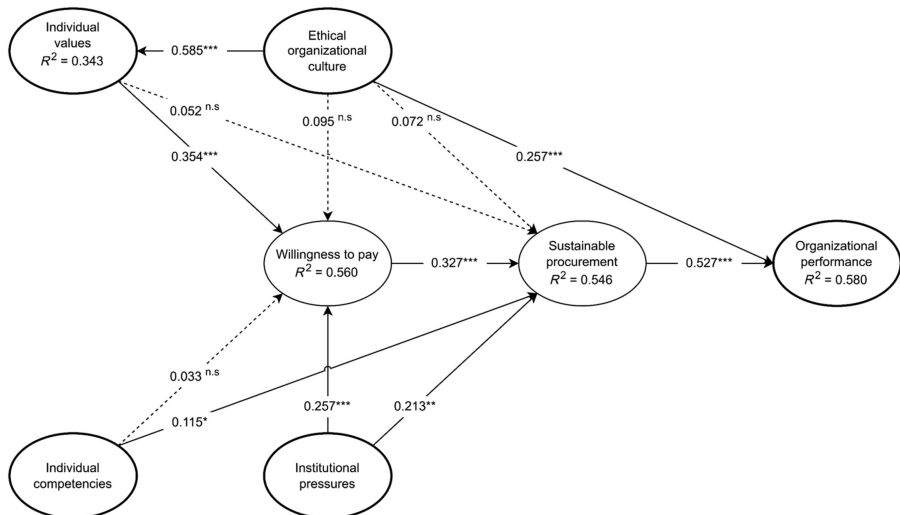 Individual
values
R² = 0.343
0.585***
Ethical
organizational
culture
0.052 n.s
0.095 n.s
0.072 n.s
0.354***
0.257***
Willingness to pay
R² = 0.560
0.327***
Sustainable
procurement
R² = 0.546
0.527***
Organizational
performance
R² = 0.580
0.033 n.s
0.115*
0.257***
0.213**
Individual
competencies
Institutional
pressures